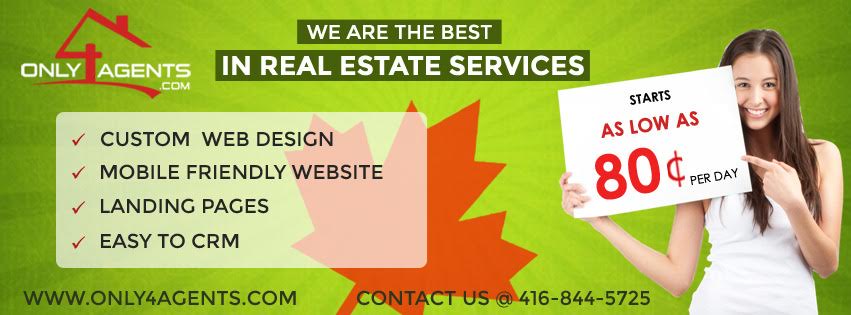 ONLY4AGENTS
.COM
WE ARE THE BEST
IN REAL ESTATE SERVICES
✓ CUSTOM WEB DESIGN
✓ MOBILE FRIENDLY WEBSITE
✓ LANDING PAGES
✓ EASY TO CRM
STARTS
AS LOW AS
80¢ PER DAY
WWW.ONLY4AGENTS.COM
CONTACT US @ 416-844-5725